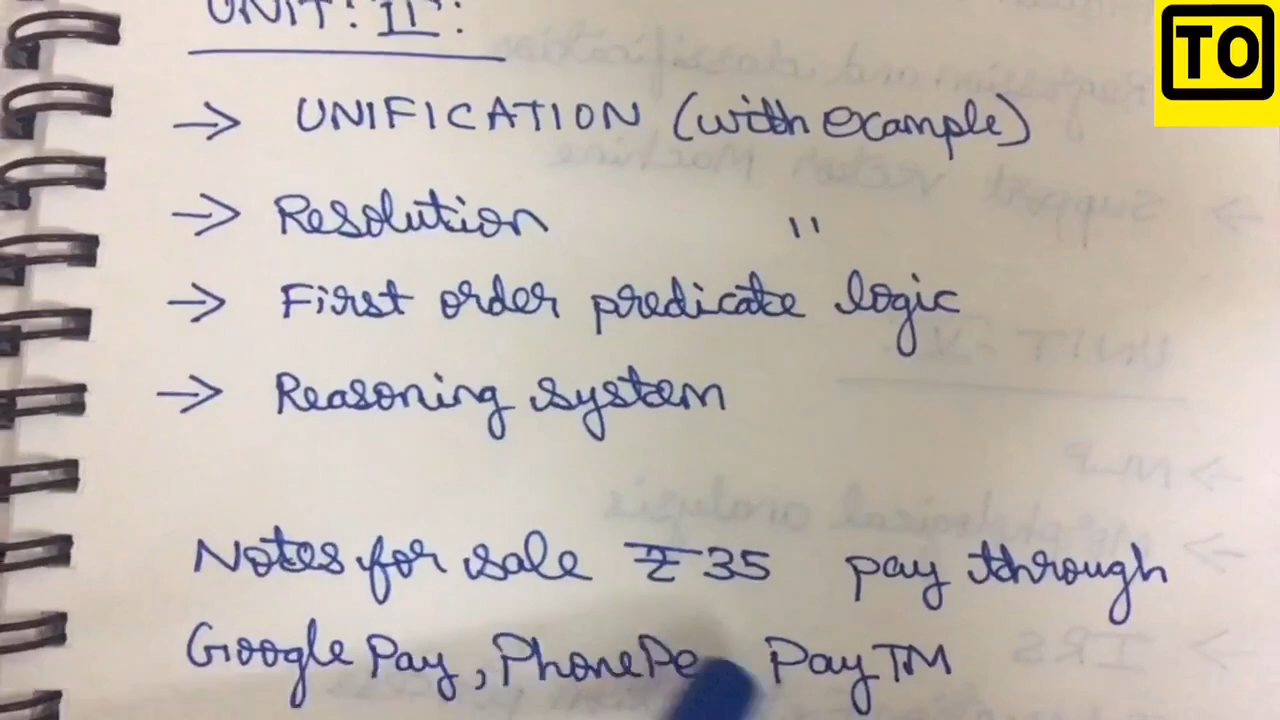 UNIT: II:
TO
→ UNIFICATION (with example)
→ Resolution "
→ First order predicate logic
→ Reasoning system
Notes for sale ₹ 35 pay through
Google Pay, PhonePe PayTM